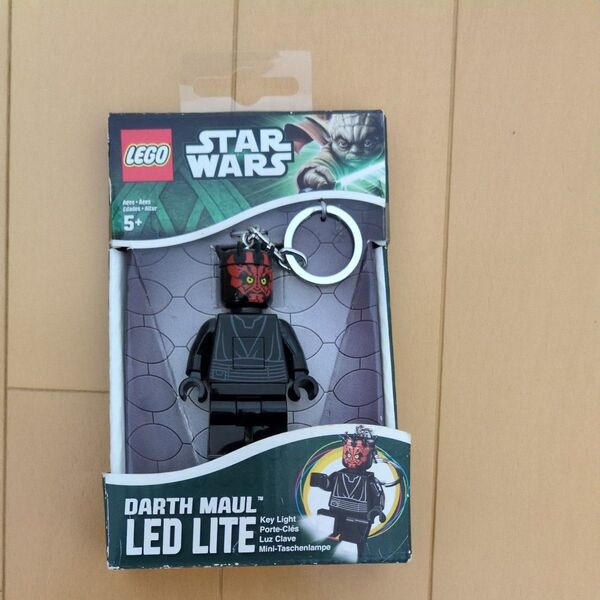 LEGO
STAR
WARS
Ages • Âges
Edades • Alter
5+
DARTH MAUL™
LED LITE
Key Light
Porte-Clés
Luz Clave
Mini-Taschenlampe